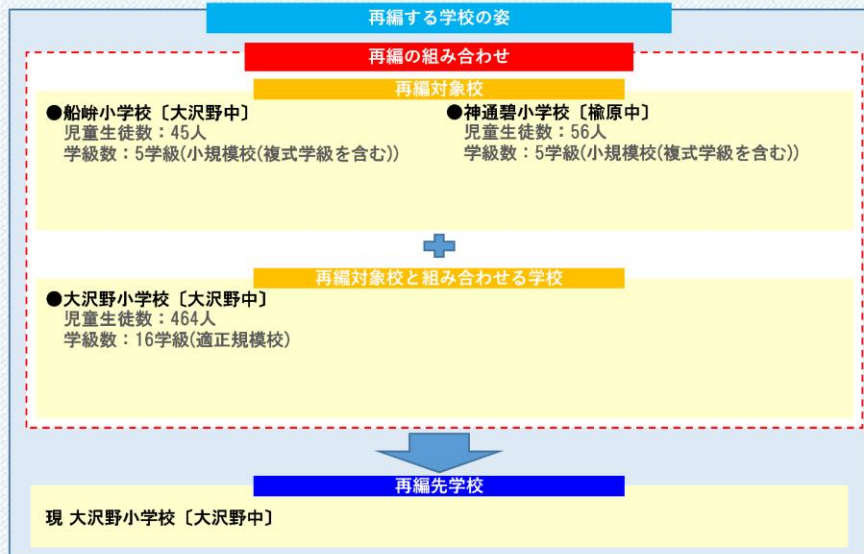 再編する学校の姿
再編の組み合わせ
再編対象校
●船峅小学校〔大沢野中〕
児童生徒数：45人
学級数：5学級(小規模校(複式学級を含む))
●神通碧小学校〔楡原中〕
児童生徒数：56人
学級数：5学級(小規模校(複式学級を含む))
再編対象校と組み合わせる学校
●大沢野小学校〔大沢野中〕
児童生徒数：464人
学級数：16学級(適正規模校)
再編先学校
現 大沢野小学校〔大沢野中〕